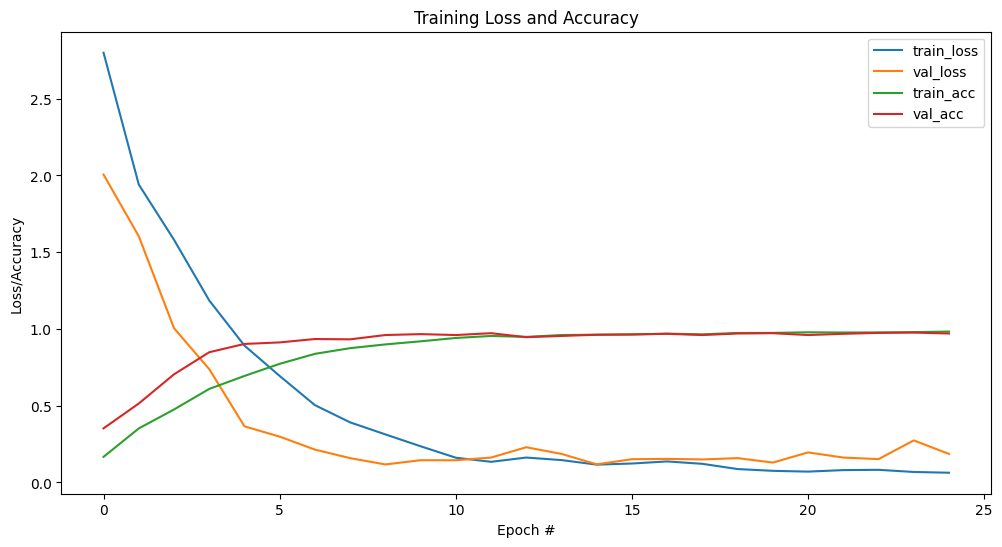 Training Loss and Accuracy
train_loss
val_loss
train_acc
val_acc
Loss/Accuracy
2.5
2.0
1.5
1.0
0.5
0.0
0 5 10 15 20 25
Epoch #